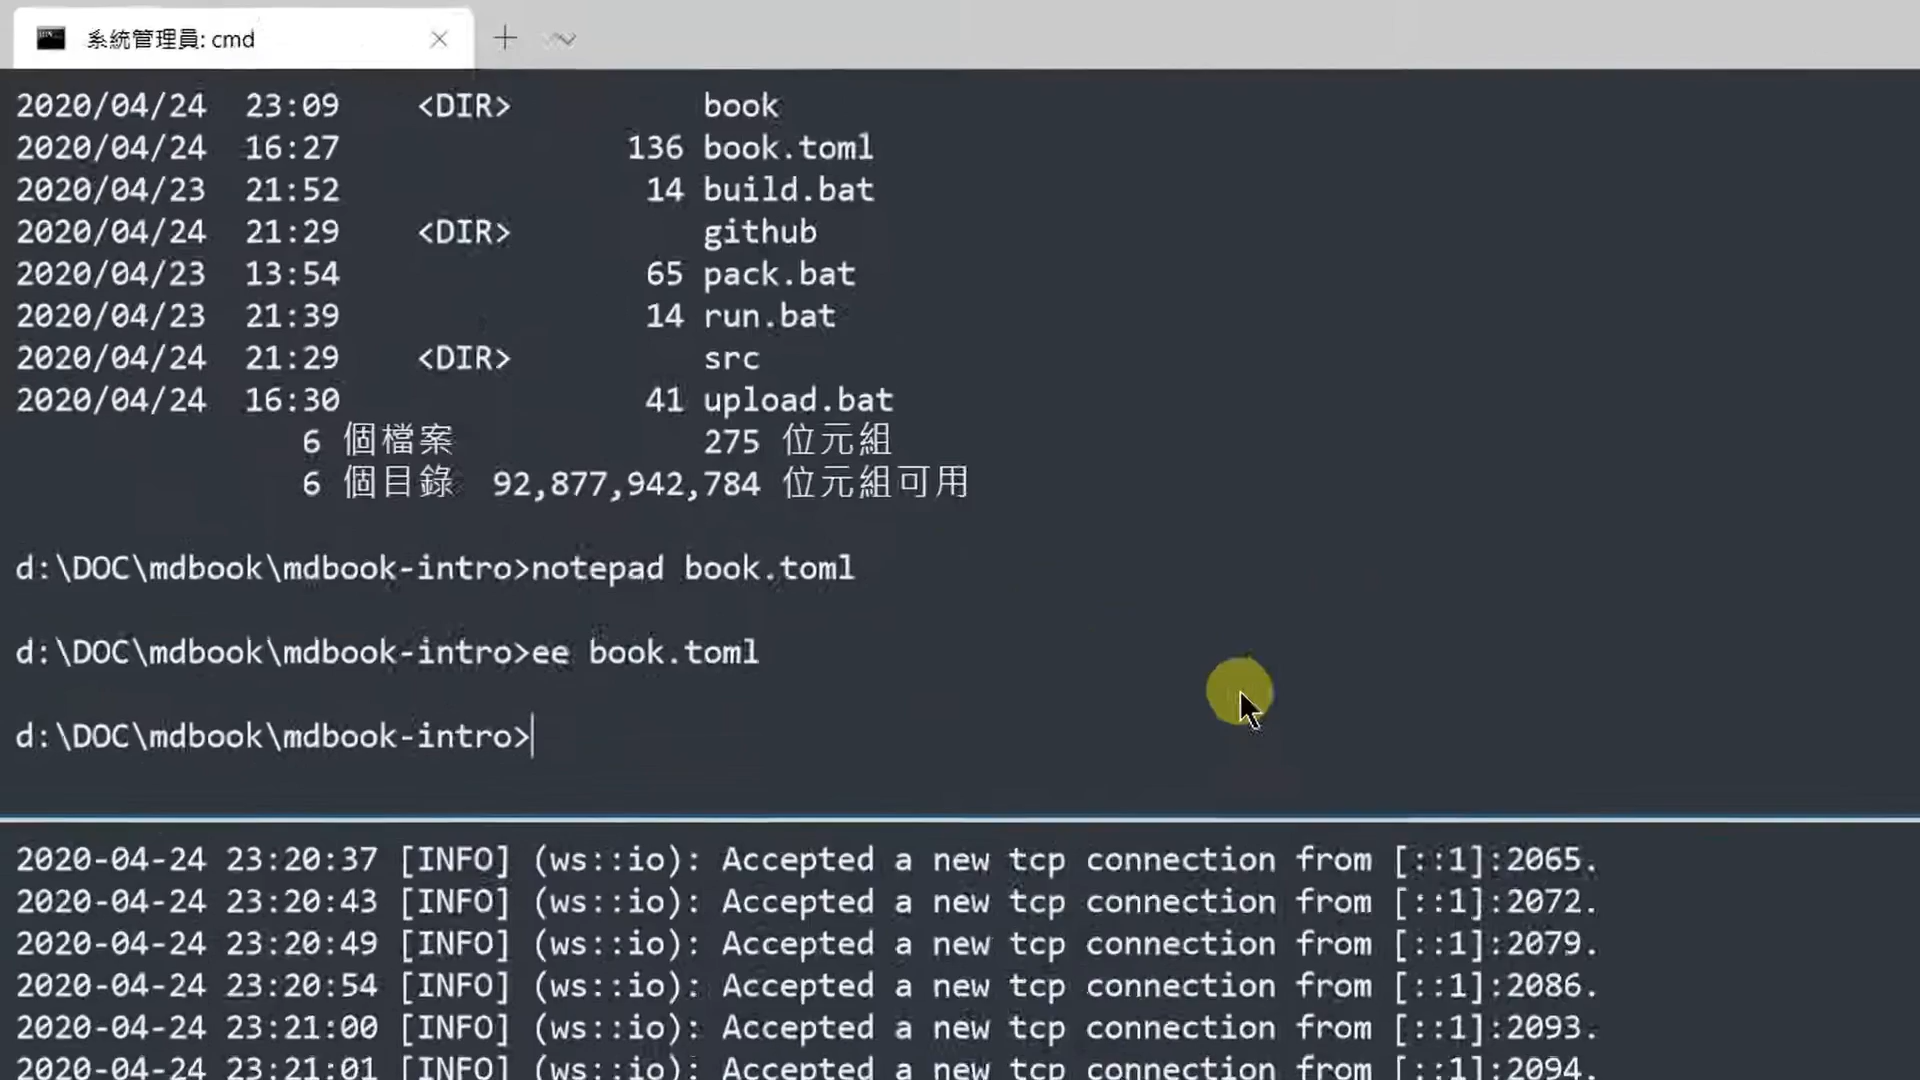 系統管理員: cmd
2020/04/24  23:09    <DIR>          book
2020/04/24  16:27               136 book.toml
2020/04/23  21:52                14 build.bat
2020/04/24  21:29    <DIR>          github
2020/04/23  13:54                65 pack.bat
2020/04/23  21:39                14 run.bat
2020/04/24  21:29    <DIR>          src
2020/04/24  16:30                41 upload.bat
6 個檔案             275 位元組
6 個目錄  92,877,942,784 位元組可用
d:\DOC\mdbook\mdbook-intro>notepad book.toml
d:\DOC\mdbook\mdbook-intro>ee book.toml
d:\DOC\mdbook\mdbook-intro>
2020-04-24 23:20:37 [INFO] (ws::io): Accepted a new tcp connection from [::1]:2065.
2020-04-24 23:20:43 [INFO] (ws::io): Accepted a new tcp connection from [::1]:2072.
2020-04-24 23:20:49 [INFO] (ws::io): Accepted a new tcp connection from [::1]:2079.
2020-04-24 23:20:54 [INFO] (ws::io): Accepted a new tcp connection from [::1]:2086.
2020-04-24 23:21:00 [INFO] (ws::io): Accepted a new tcp connection from [::1]:2093.
2020-04-24 23:21:01 [INFO] (ws::io): Accepted a new tcp connection from [::1]:2094.